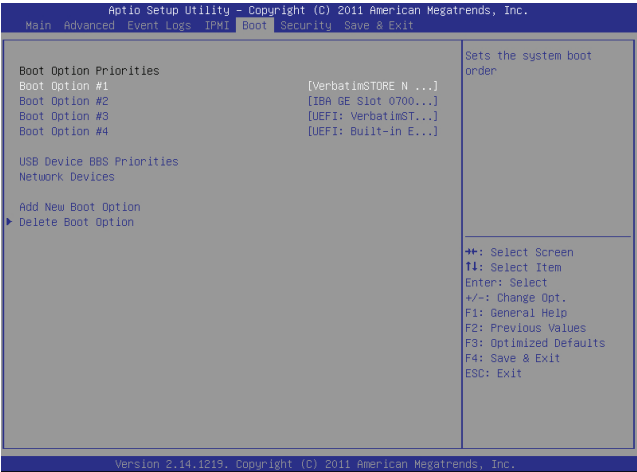 Aptio Setup Utility – Copyright (C) 2011 American Megatrends, Inc.
Main Advanced Event Logs IPMI Boot Security Save & Exit
Boot Option Priorities
Boot Option #1 [VerbatimSTORE N ...]
Boot Option #2 [IBA GE Slot 0700...]
Boot Option #3 [UEFI: VerbatimST...]
Boot Option #4 [UEFI: Built-in E...]
USB Device BBS Priorities
Network Devices
Add New Boot Option
▶ Delete Boot Option
Sets the system boot
order
→←: Select Screen
↑↓: Select Item
Enter: Select
+/-: Change Opt.
F1: General Help
F2: Previous Values
F3: Optimized Defaults
F4: Save & Exit
ESC: Exit
Version 2.14.1219. Copyright (C) 2011 American Megatrends, Inc.